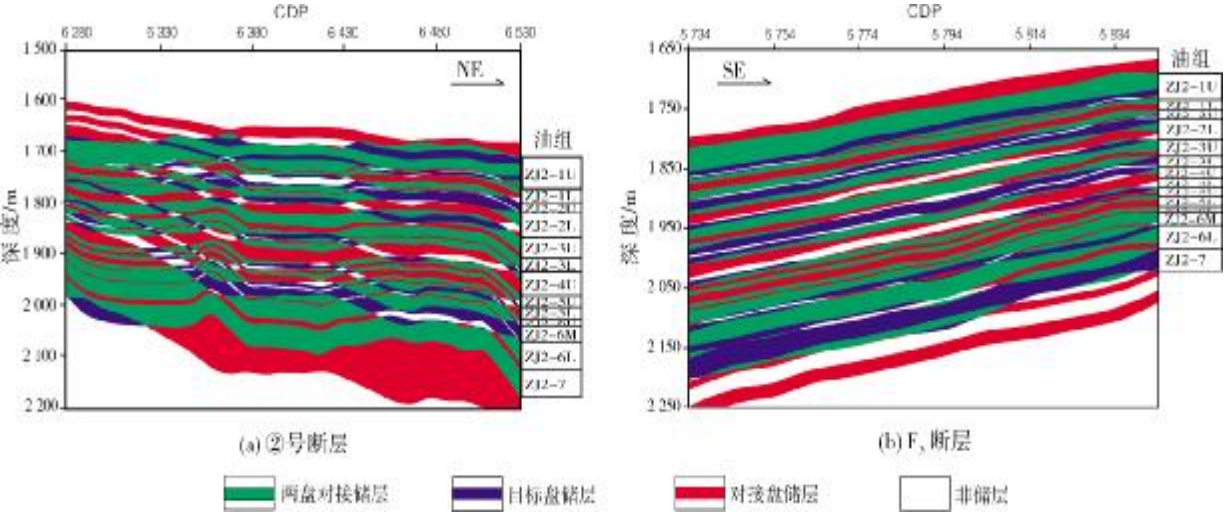 CDP
6 280 6 330 6 380 6 430 6 480 6 530
1 500
1 600
1 700
1 800
1 900
2 000
2 100
2 200
深度/m
NE
油组
ZJ2-1U
ZJ2-1L
ZJ2-2U
ZJ2-2L
ZJ2-3U
ZJ2-3L
ZJ2-4U
ZJ2-6M
ZJ2-6L
ZJ2-7
(a) ②号断层
CDP
5 734 5 754 5 774 5 794 5 814 5 834
1 650
1 750
1 850
1 950
2 050
2 150
2 250
深度/m
SE
油组
ZJ2-1U
ZJ2-2L
ZJ2-3U
ZJ2-6M
ZJ2-6L
ZJ2-7
断层
两盘对接储层
目标盘储层
对接盘储层
非储层